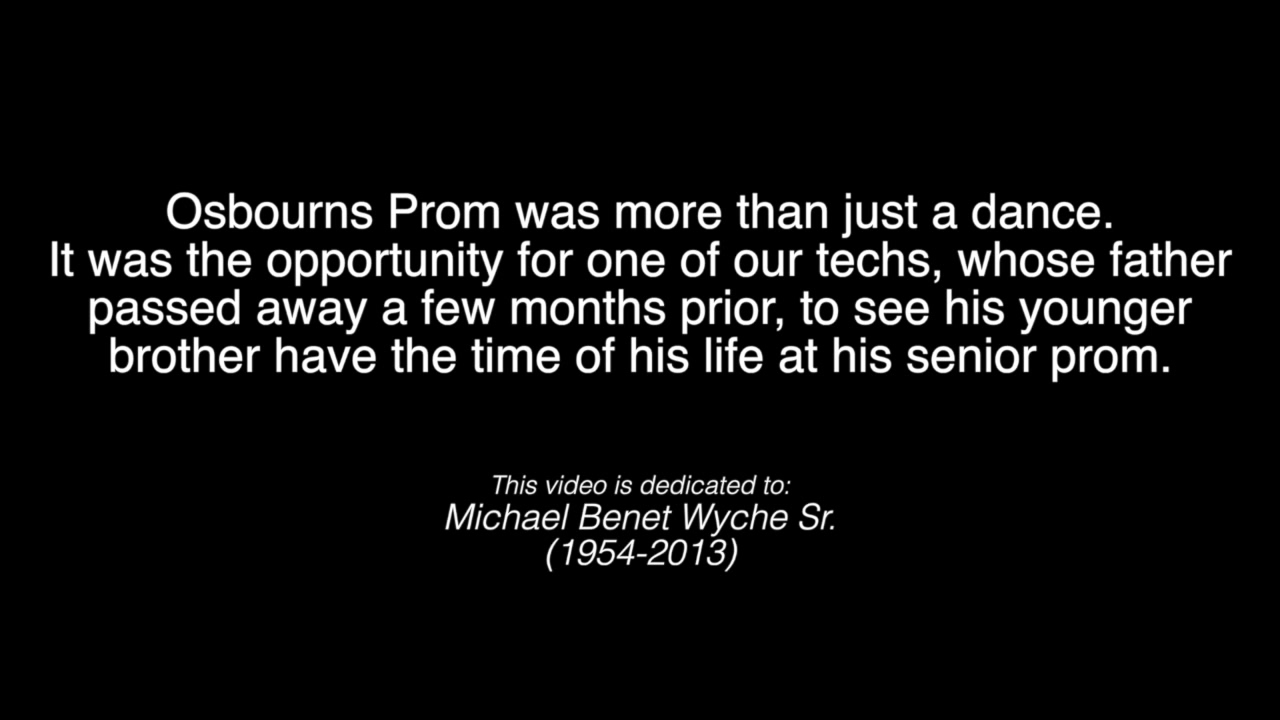 Osbourns Prom was more than just a dance.
It was the opportunity for one of our techs, whose father
passed away a few months prior, to see his younger
brother have the time of his life at his senior prom.
This video is dedicated to:
Michael Benet Wyche Sr.
(1954-2013)